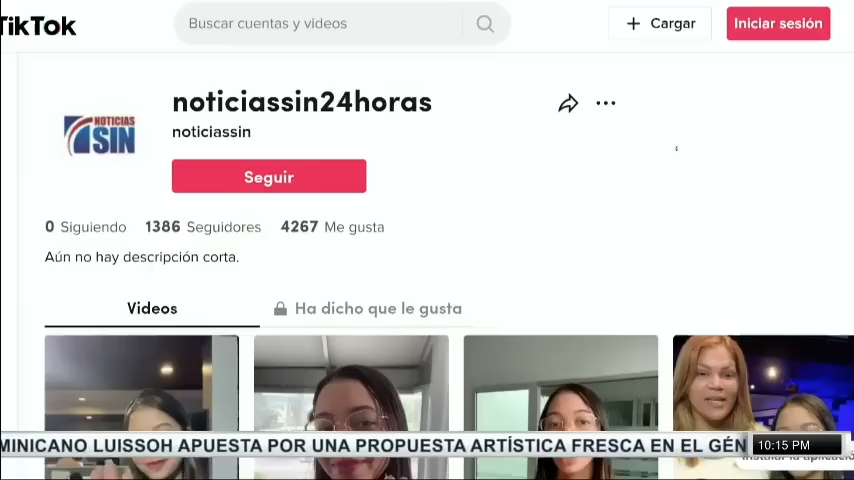 TikTok
Buscar cuentas y videos
+ Cargar
Iniciar sesión
noticiassin24horas
NOTICIAS
SIN
noticiassin
Seguir
0 Siguiendo 1386 Seguidores 4267 Me gusta
Aún no hay descripción corta.
Videos
Ha dicho que le gusta
MINICANO LUISSOH APUESTA POR UNA PROPUESTA ARTÍSTICA FRESCA EN EL GÉN
10:15 PM